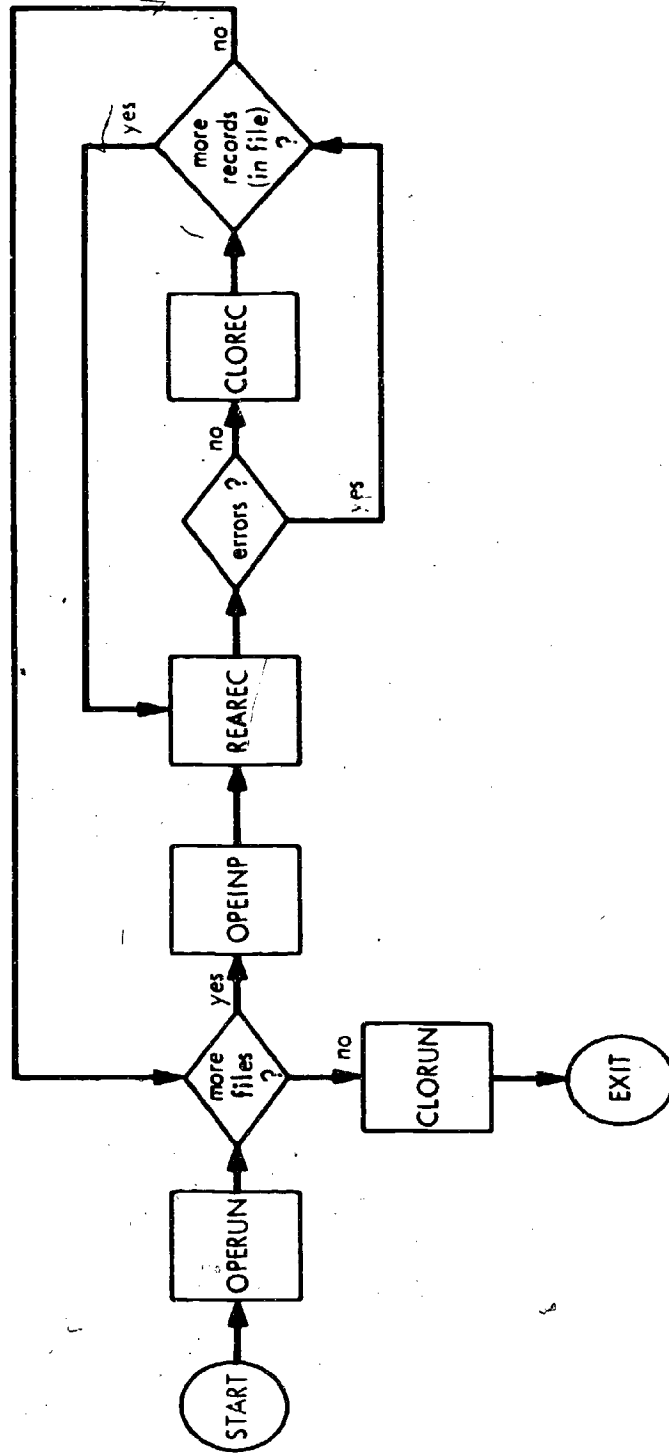 START
OPERUN
more
files
?
yes
no
CLORUN
EXIT
OPEINP
REAREC
errors ?
no
yes
CLOREC
more
records
(in file)
?
yes
no